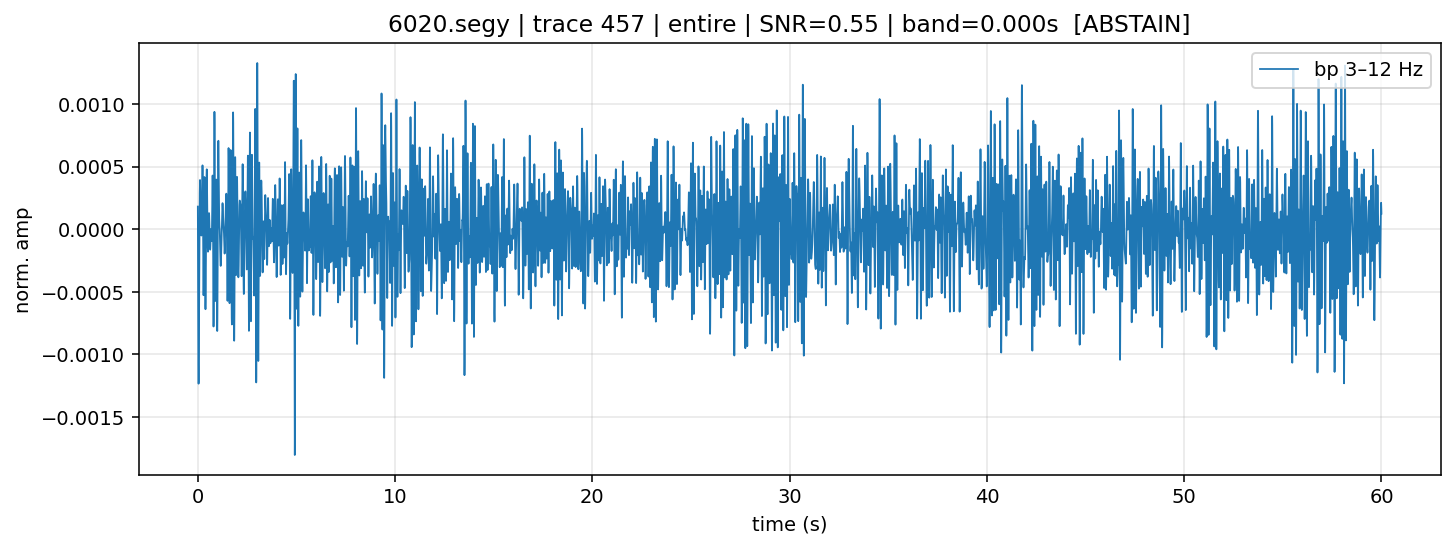 6020.segy | trace 457 | entire | SNR=0.55 | band=0.000s  [ABSTAIN]
bp 3–12 Hz
norm. amp
0.0010
0.0005
0.0000
−0.0005
−0.0010
−0.0015
0 10 20 30 40 50 60
time (s)